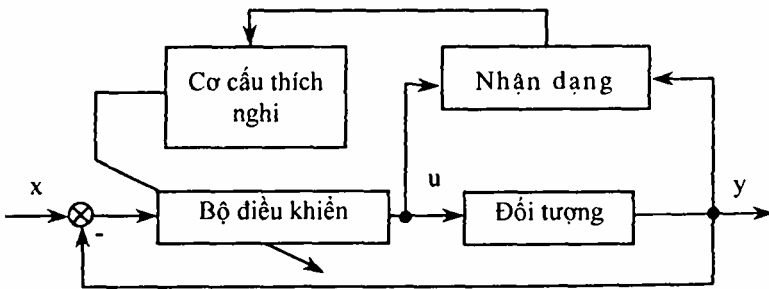 Cơ cấu thích
nghi
Nhận dạng
x
u
y
Bộ điều khiển
Đối tượng
-